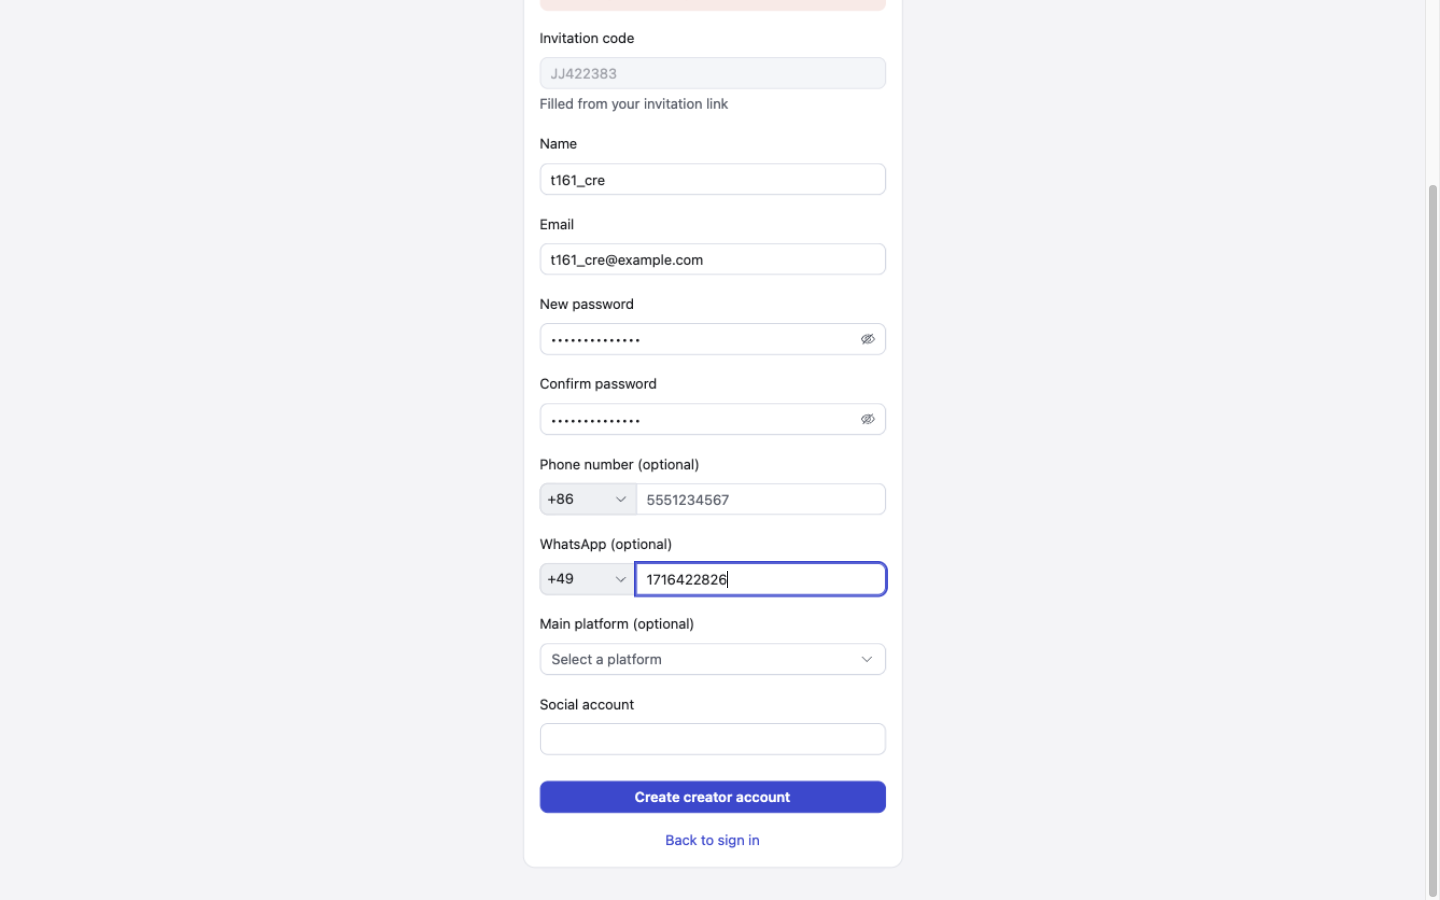 Invitation code
JJ422383
Filled from your invitation link
Name
t161_cre
Email
t161_cre@example.com
New password
••••••••••••••
Confirm password
••••••••••••••
Phone number (optional)
+86 5551234567
WhatsApp (optional)
+49 1716422826
Main platform (optional)
Select a platform
Social account
Create creator account
Back to sign in